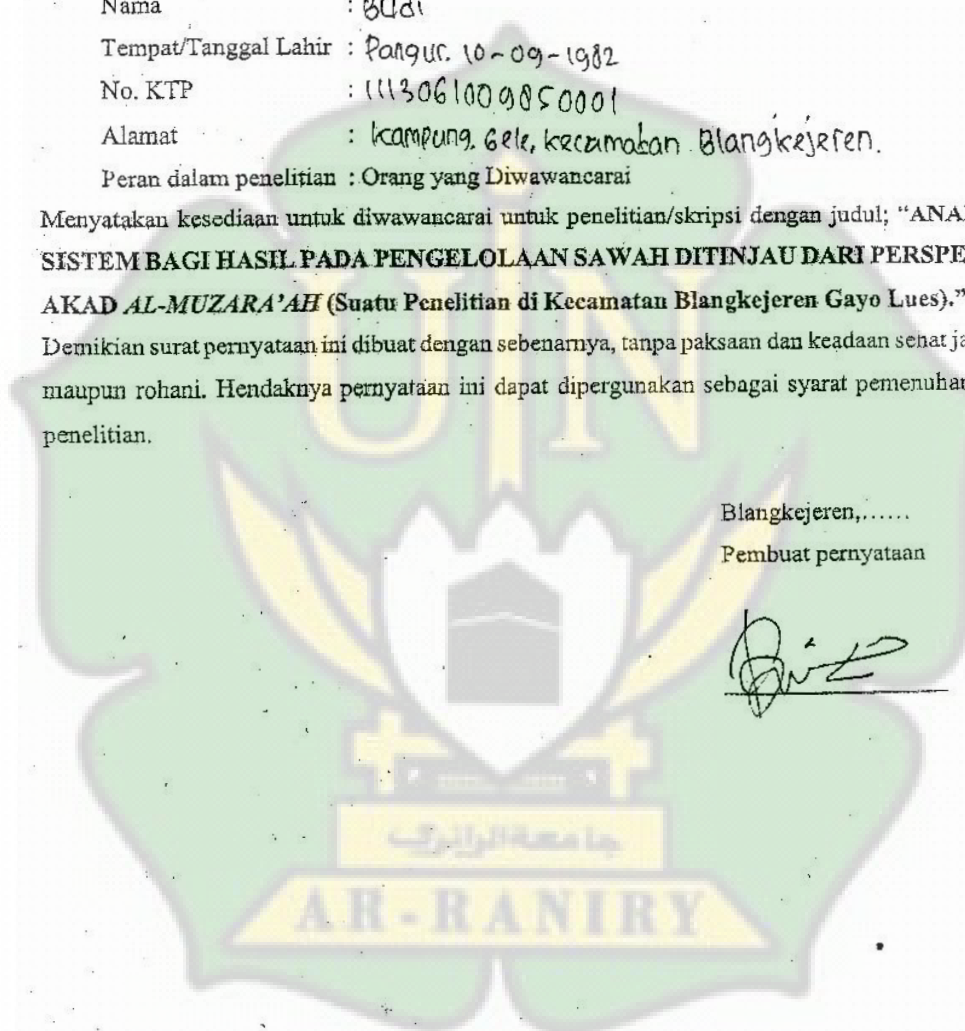 Nama : Budi
Tempat/Tanggal Lahir : Pangur. 10-09-1982
No. KTP : 1113061009850001
Alamat : Kampung. Gele, kecamatan Blangkejeren.
Peran dalam penelitian : Orang yang Diwawancarai
Menyatakan kesediaan untuk diwawancarai untuk penelitian/skripsi dengan judul; “ANA
SISTEM BAGI HASIL PADA PENGELOLAAN SAWAH DITINJAU DARI PERSPE
AKAD AL-MUZARA’AH (Suatu Penelitian di Kecamatan Blangkejeren Gayo Lues).”
Demikian surat pernyataan ini dibuat dengan sebenarnya, tanpa paksaan dan keadaan sehat ja
maupun rohani. Hendaknya pernyataan ini dapat dipergunakan sebagai syarat pemenuhan
penelitian.
Blangkejeren,......
Pembuat pernyataan
UIN
جامعة الرانري
AR-RANIRY